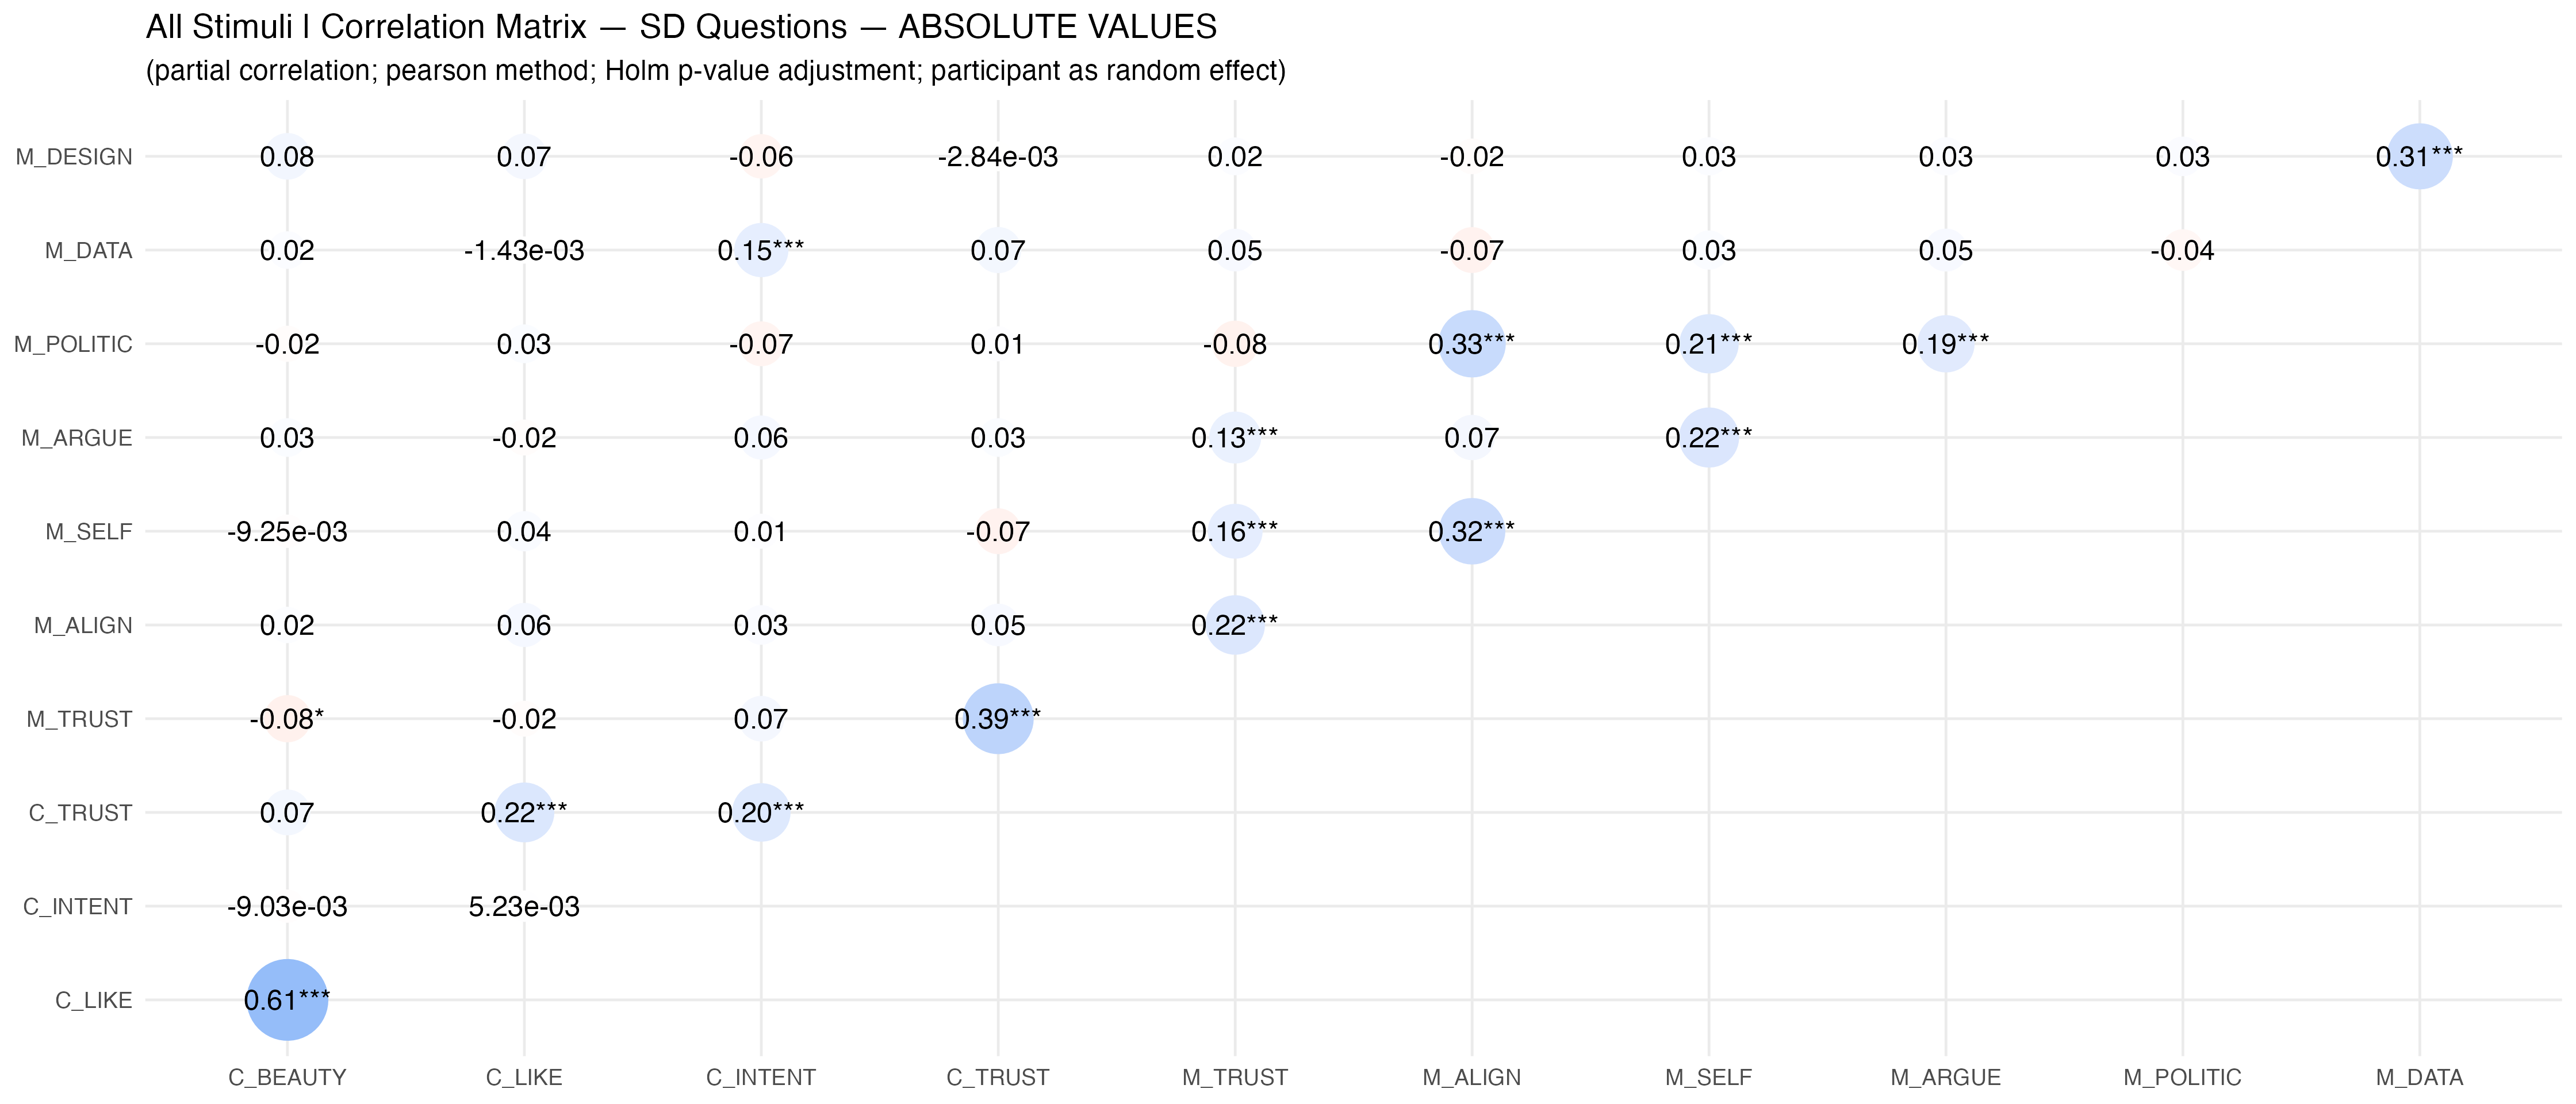 All Stimuli | Correlation Matrix — SD Questions — ABSOLUTE VALUES
(partial correlation; pearson method; Holm p-value adjustment; participant as random effect)
M_DESIGN 0.08 0.07 -0.06 -2.84e-03 0.02 -0.02 0.03 0.03 0.03 0.31***
M_DATA 0.02 -1.43e-03 0.15*** 0.07 0.05 -0.07 0.03 0.05 -0.04
M_POLITIC -0.02 0.03 -0.07 0.01 -0.08 0.33*** 0.21*** 0.19***
M_ARGUE 0.03 -0.02 0.06 0.03 0.13*** 0.07 0.22***
M_SELF -9.25e-03 0.04 0.01 -0.07 0.16*** 0.32***
M_ALIGN 0.02 0.06 0.03 0.05 0.22***
M_TRUST -0.08* -0.02 0.07 0.39***
C_TRUST 0.07 0.22*** 0.20***
C_INTENT -9.03e-03 5.23e-03
C_LIKE 0.61***
C_BEAUTY C_LIKE C_INTENT C_TRUST M_TRUST M_ALIGN M_SELF M_ARGUE M_POLITIC M_DATA